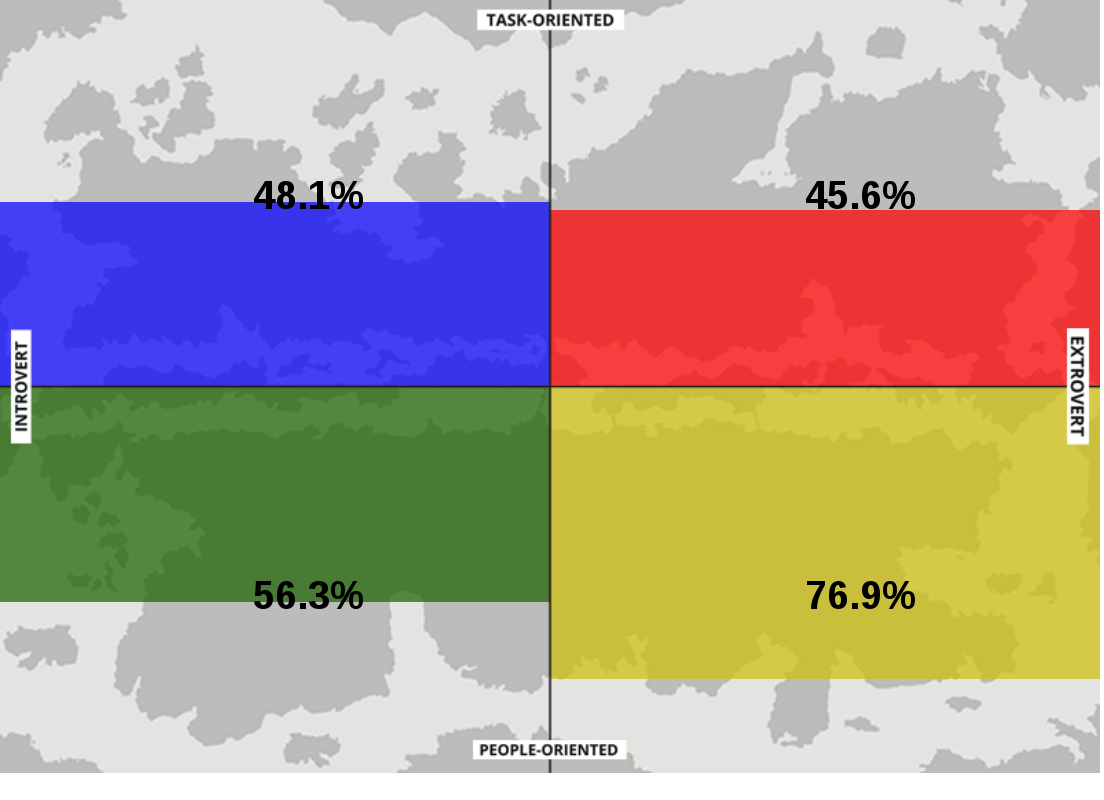 TASK-ORIENTED
48.1%
45.6%
INTROVERT
EXTROVERT
56.3%
76.9%
PEOPLE-ORIENTED